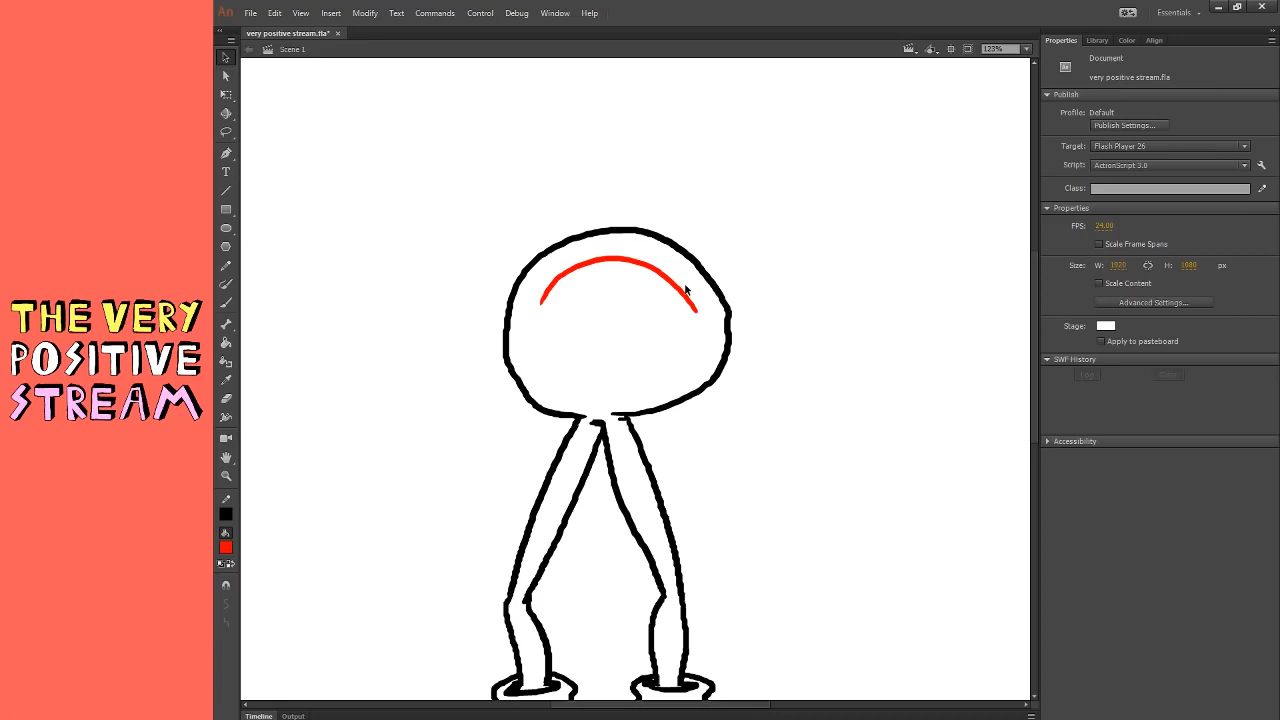 An File Edit View Insert Modify Text Commands Control Debug Window Help Essentials
very positive stream.fla*
Scene 1 123%
THE VERY
POSITIVE
STREAM
Properties Library Color Align
Document
very positive stream.fla
Publish
Profile: Default
Publish Settings...
Target: Flash Player 26
Script: ActionScript 3.0
Class:
Properties
FPS: 24.00
Scale Frame Spans
Size: W: 1920 H: 1080 px
Scale Content
Advanced Settings...
Stage:
Apply to pasteboard
SWF History
Log Clear
Accessibility
Timeline Output